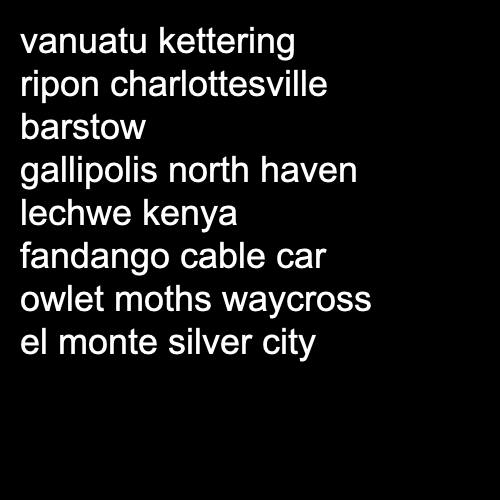 vanuatu kettering
ripon charlottesville
barstow
gallipolis north haven
lechwe kenya
fandango cable car
owlet moths waycross
el monte silver city